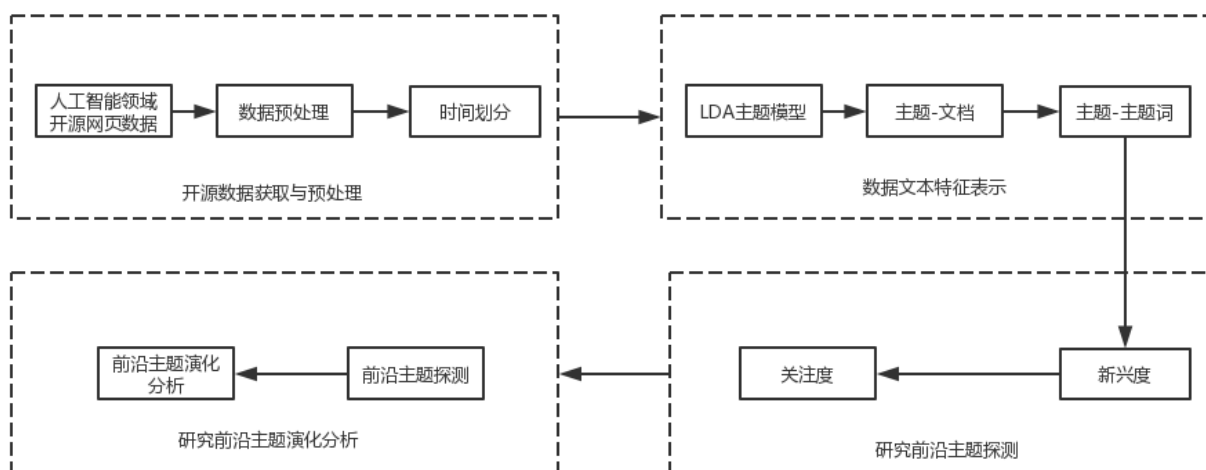 人工智能领域
开源网页数据
数据预处理
时间划分
开源数据获取与预处理
LDA主题模型
主题-文档
主题-主题词
数据文本特征表示
前沿主题演化
分析
前沿主题探测
研究前沿主题演化分析
关注度
新兴度
研究前沿主题探测